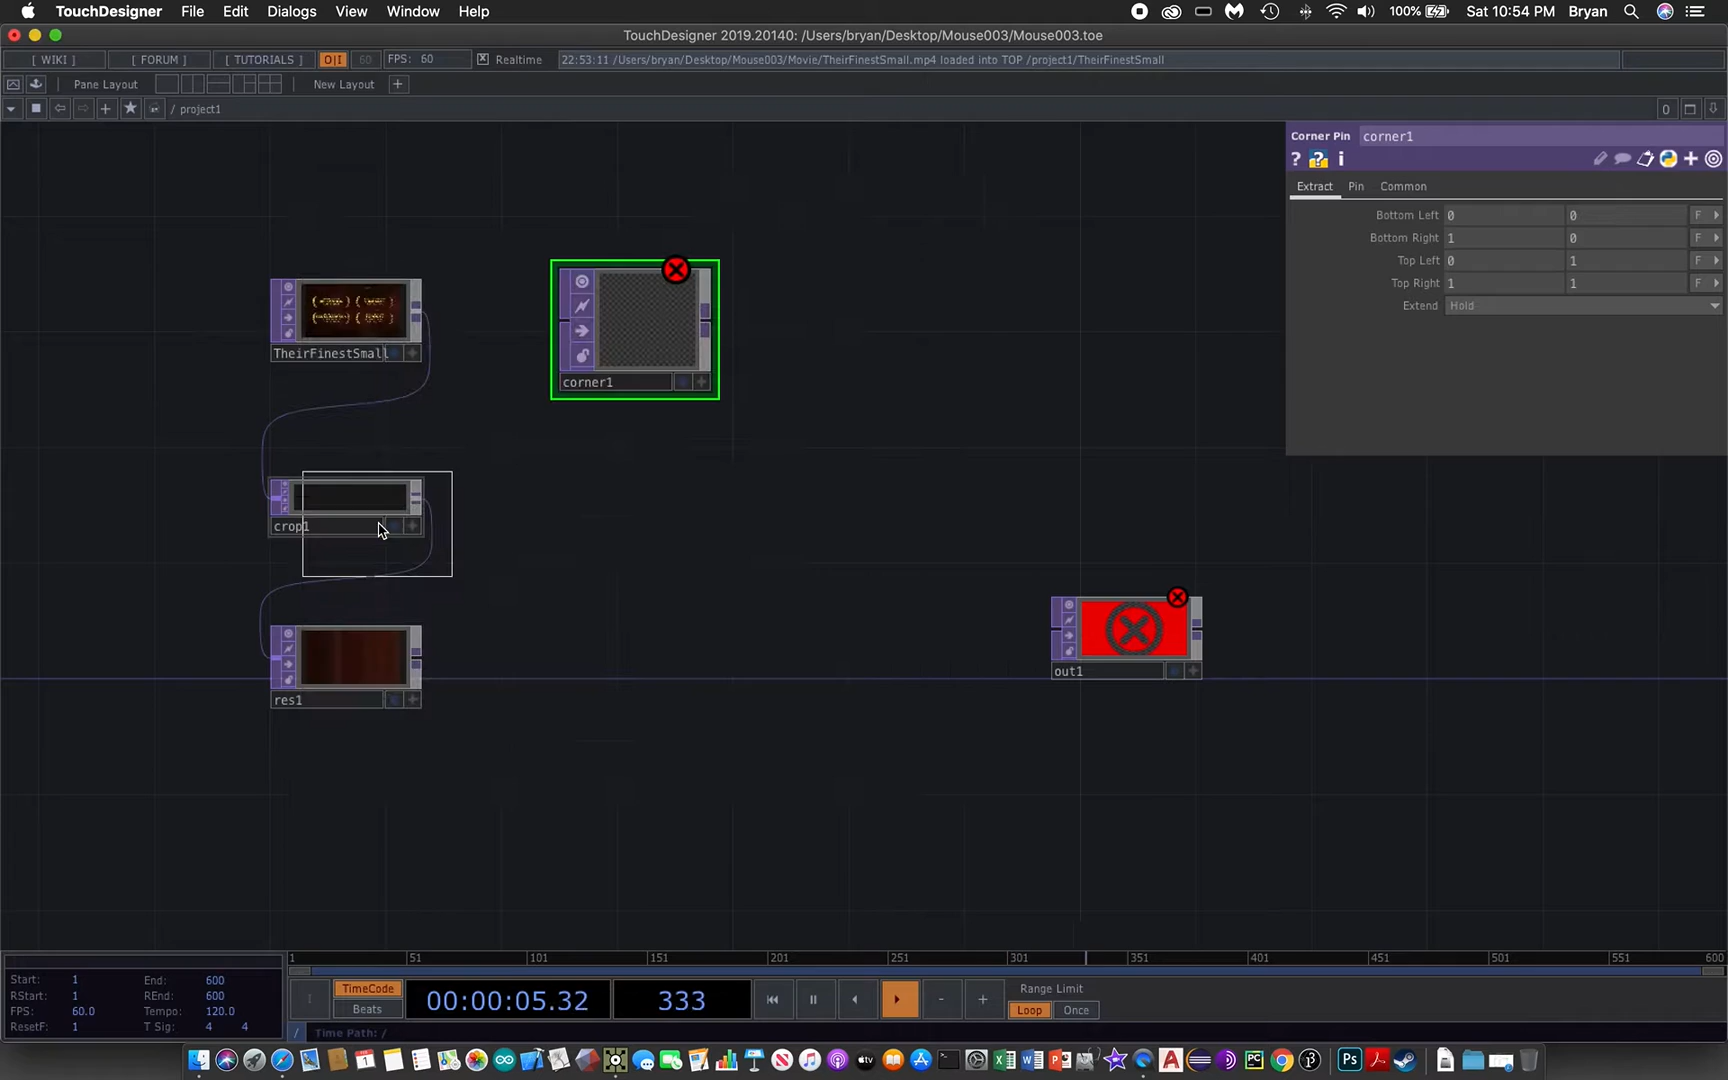 TouchDesigner File Edit Dialogs View Window Help 100% Sat 10:54 PM Bryan
TouchDesigner 2019.20140: /Users/bryan/Desktop/Mouse003/Mouse003.toe
[ WIKI ] [ FORUM ] [ TUTORIALS ] O|I 60 FPS: 60 Realtime 22:53:11 /Users/bryan/Desktop/Mouse003/Movie/TheirFinestSmall.mp4 loaded into TOP /project1/TheirFinestSmall
Pane Layout New Layout +
/ project1 0
Corner Pin corner1
? ? i
Extract Pin Common
Bottom Left 0 0 F
Bottom Right 1 0 F
Top Left 0 1 F
Top Right 1 1 F
Extend Hold
TheirFinestSmall
corner1
crop1
out1
res1
1 51 101 151 201 251 301 351 401 451 501 551 600
Start: 1 End: 600
RStart: 1 REnd: 600
FPS: 60.0 Tempo: 120.0
ResetF: 1 T Sig: 4 4
TimeCode
Beats
00:00:05.32 333
- +
Range Limit
Loop Once
/ Time Path: /